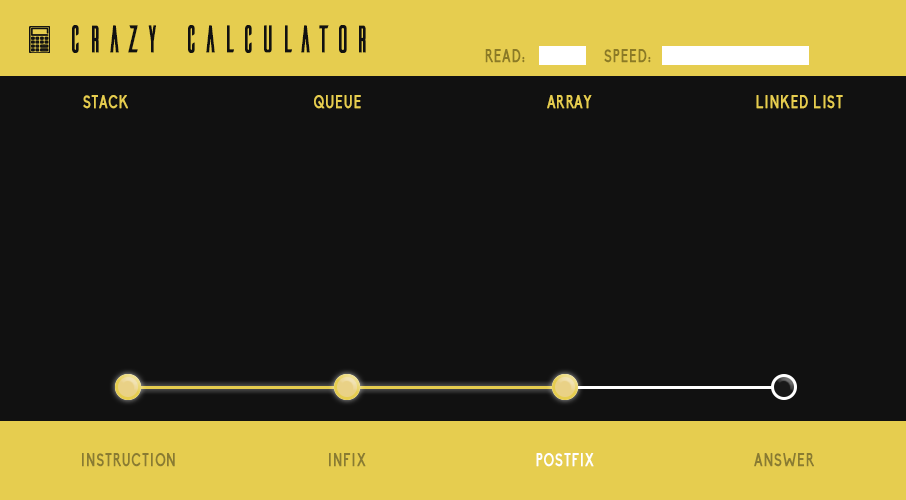 CRAZY CALCULATOR
READ: SPEED:
STACK QUEUE ARRAY LINKED LIST
INSTRUCTION INFIX POSTFIX ANSWER